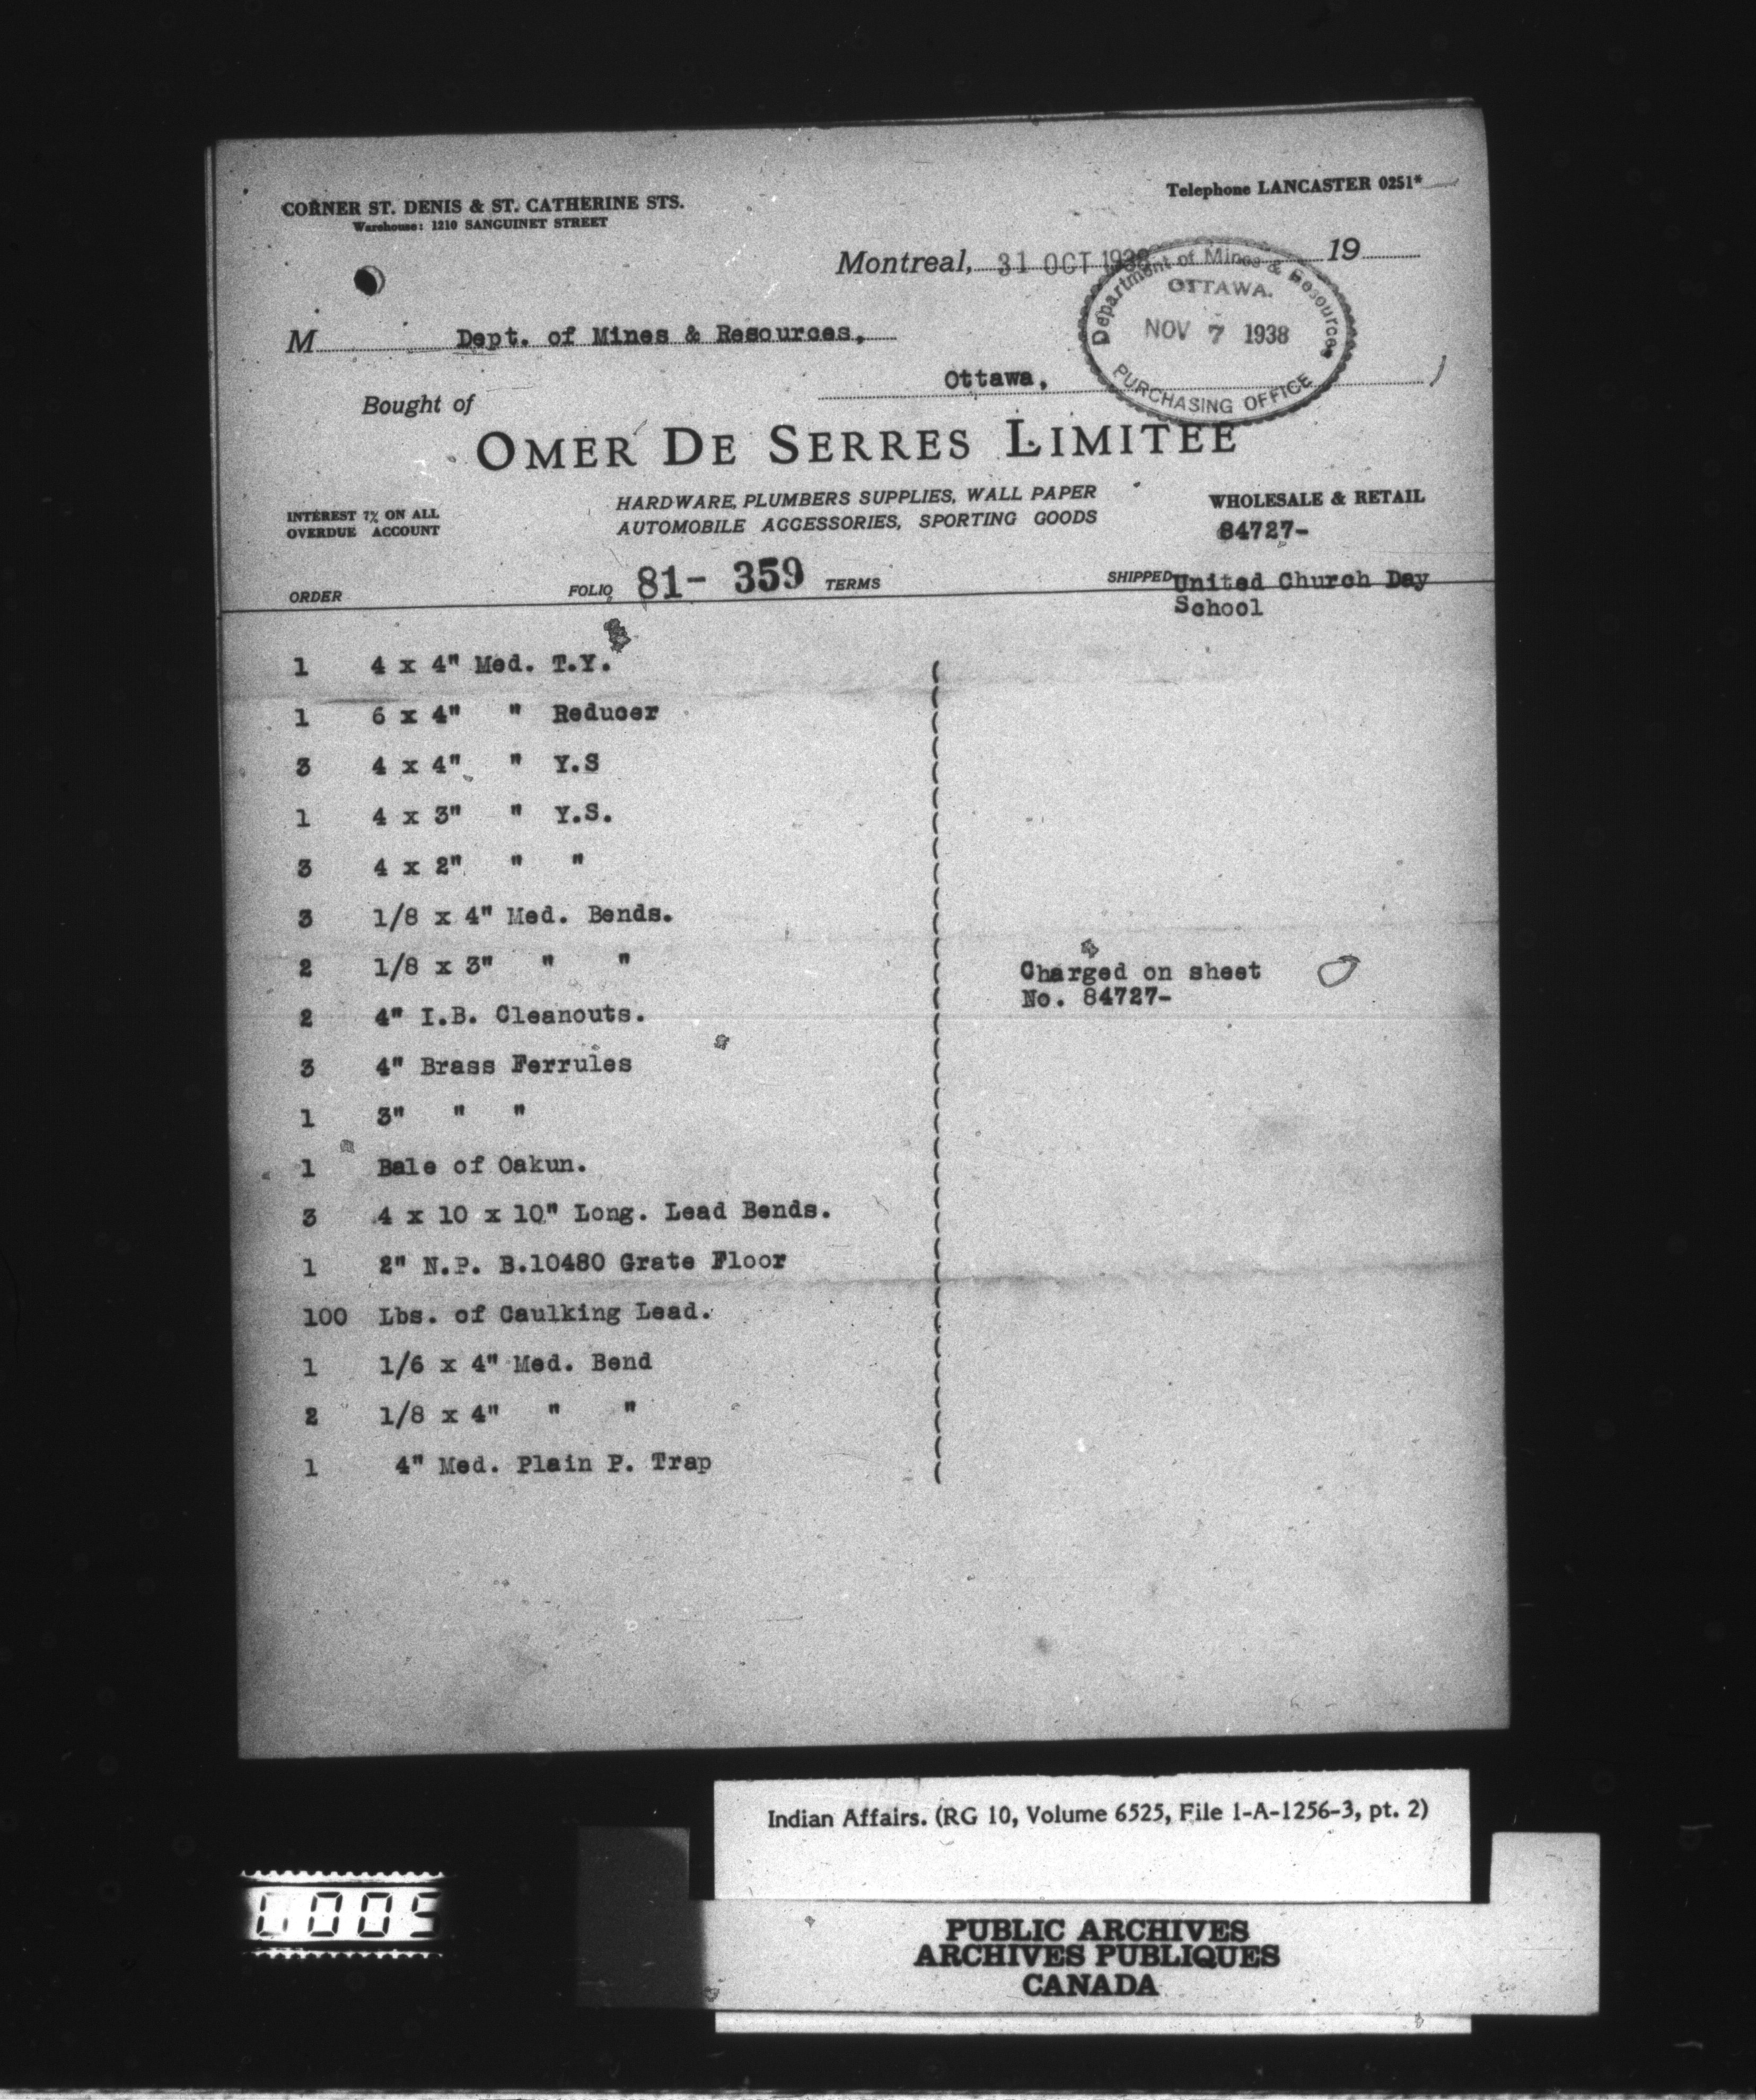 CORNER ST. DENIS & ST. CATHERINE STS.
Warehouse: 1210 SANGUINET STREET
Telephone LANCASTER 0251*
Montreal, 31 OCT 1938 19
Department of Mines & Resources
OTTAWA.
NOV 7 1938
PURCHASING OFFICE
M Dept. of Mines & Resources,
Ottawa,
Bought of
OMER DE SERRES LIMITEE
HARDWARE, PLUMBERS SUPPLIES, WALL PAPER
AUTOMOBILE ACCESSORIES, SPORTING GOODS
INTEREST 7% ON ALL
OVERDUE ACCOUNT
WHOLESALE & RETAIL
84727-
ORDER FOLIO 81- 359 TERMS SHIPPED United Church Day
School
1 4 x 4" Med. T.Y.
1 6 x 4" " Reducer
3 4 x 4" " Y.S
1 4 x 3" " Y.S.
3 4 x 2" " "
3 1/8 x 4" Med. Bends.
2 1/8 x 3" " "
Charged on sheet
No. 84727-
2 4" I.B. Cleanouts.
3 4" Brass Ferrules
1 3" " "
1 Bale of Oakun.
3 4 x 10 x 10" Long. Lead Bends.
1 2" N.P. B.10480 Grate Floor
100 Lbs. of Caulking Lead.
1 1/6 x 4" Med. Bend
2 1/8 x 4" " "
1 4" Med. Plain P. Trap
Indian Affairs. (RG 10, Volume 6525, File 1-A-1256-3, pt. 2)
0005
PUBLIC ARCHIVES
ARCHIVES PUBLIQUES
CANADA